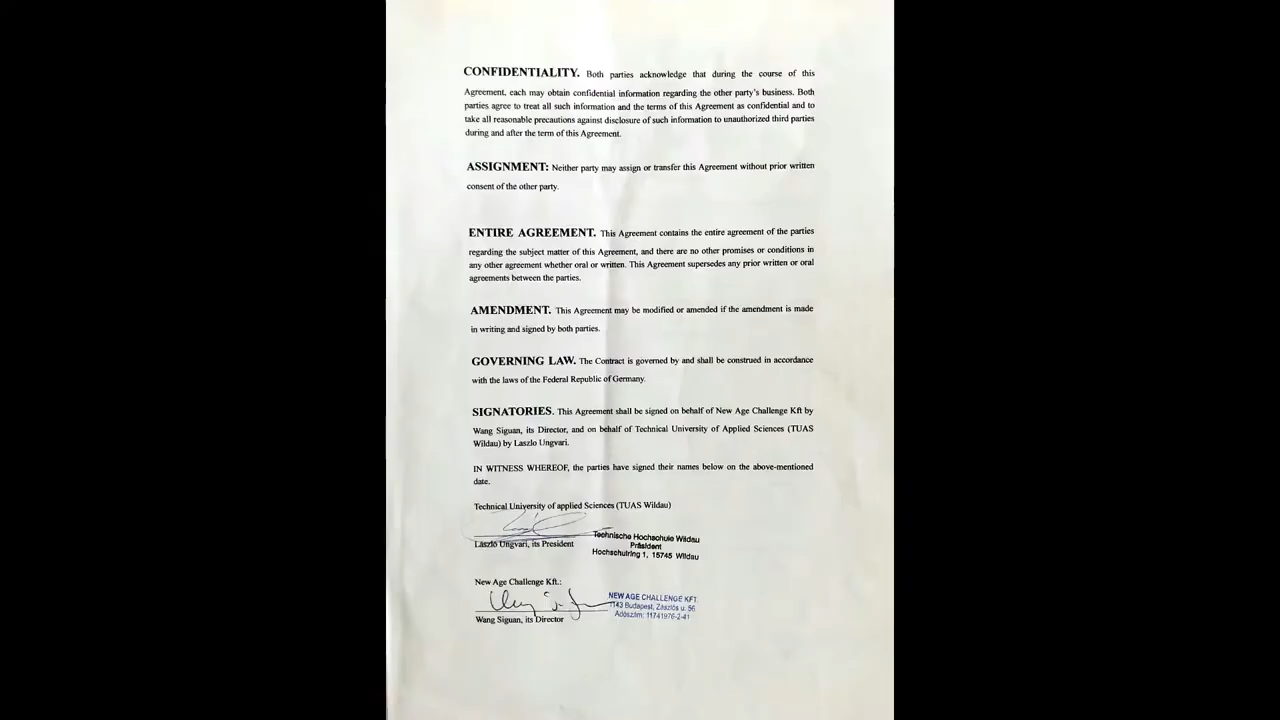 CONFIDENTIALITY. Both parties acknowledge that during the course of this
Agreement, each may obtain confidential information regarding the other party's business. Both
parties agree to treat all such information and the terms of this Agreement as confidential and to
take all reasonable precautions against disclosure of such information to unauthorized third parties
during and after the term of this Agreement.
ASSIGNMENT: Neither party may assign or transfer this Agreement without prior written
consent of the other party.
ENTIRE AGREEMENT. This Agreement contains the entire agreement of the parties
regarding the subject matter of this Agreement, and there are no other promises or conditions in
any other agreement whether oral or written. This Agreement supersedes any prior written or oral
agreements between the parties.
AMENDMENT. This Agreement may be modified or amended if the amendment is made
in writing and signed by both parties.
GOVERNING LAW. The Contract is governed by and shall be construed in accordance
with the laws of the Federal Republic of Germany.
SIGNATORIES. This Agreement shall be signed on behalf of New Age Challenge Kft by
Wang Siguan, its Director, and on behalf of Technical University of Applied Sciences (TUAS
Wildau) by Laszlo Ungvari.
IN WITNESS WHEREOF, the parties have signed their names below on the above-mentioned
date.
Technical University of applied Sciences (TUAS Wildau)
László Ungvari, its President
Technische Hochschule Wildau
Präsident
Hochschulring 1, 15745 Wildau
New Age Challenge Kft.:
NEW AGE CHALLENGE KFT.
1143 Budapest, Zászlós u. 56
Adószám: 11741976-2-41
Wang Siguan, its Director